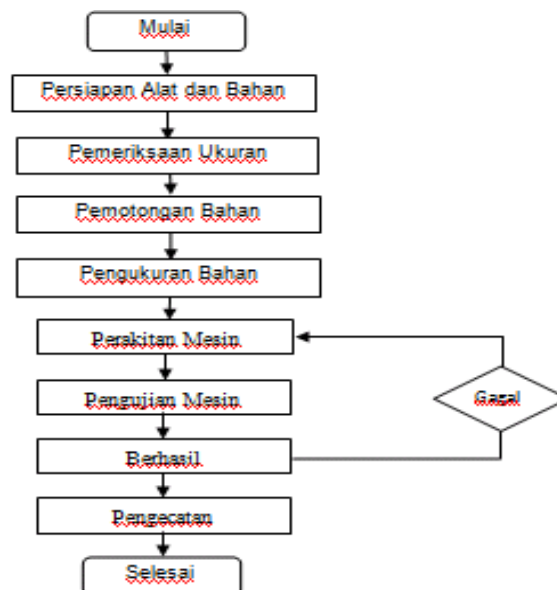 Mulai
Persiapan Alat dan Bahan
Pemeriksaan Ukuran
Pemotongan Bahan
Pengukuran Bahan
Perakitan Mesin
Pengujian Mesin
Gagal
Berhasil
Pengecatan
Selesai